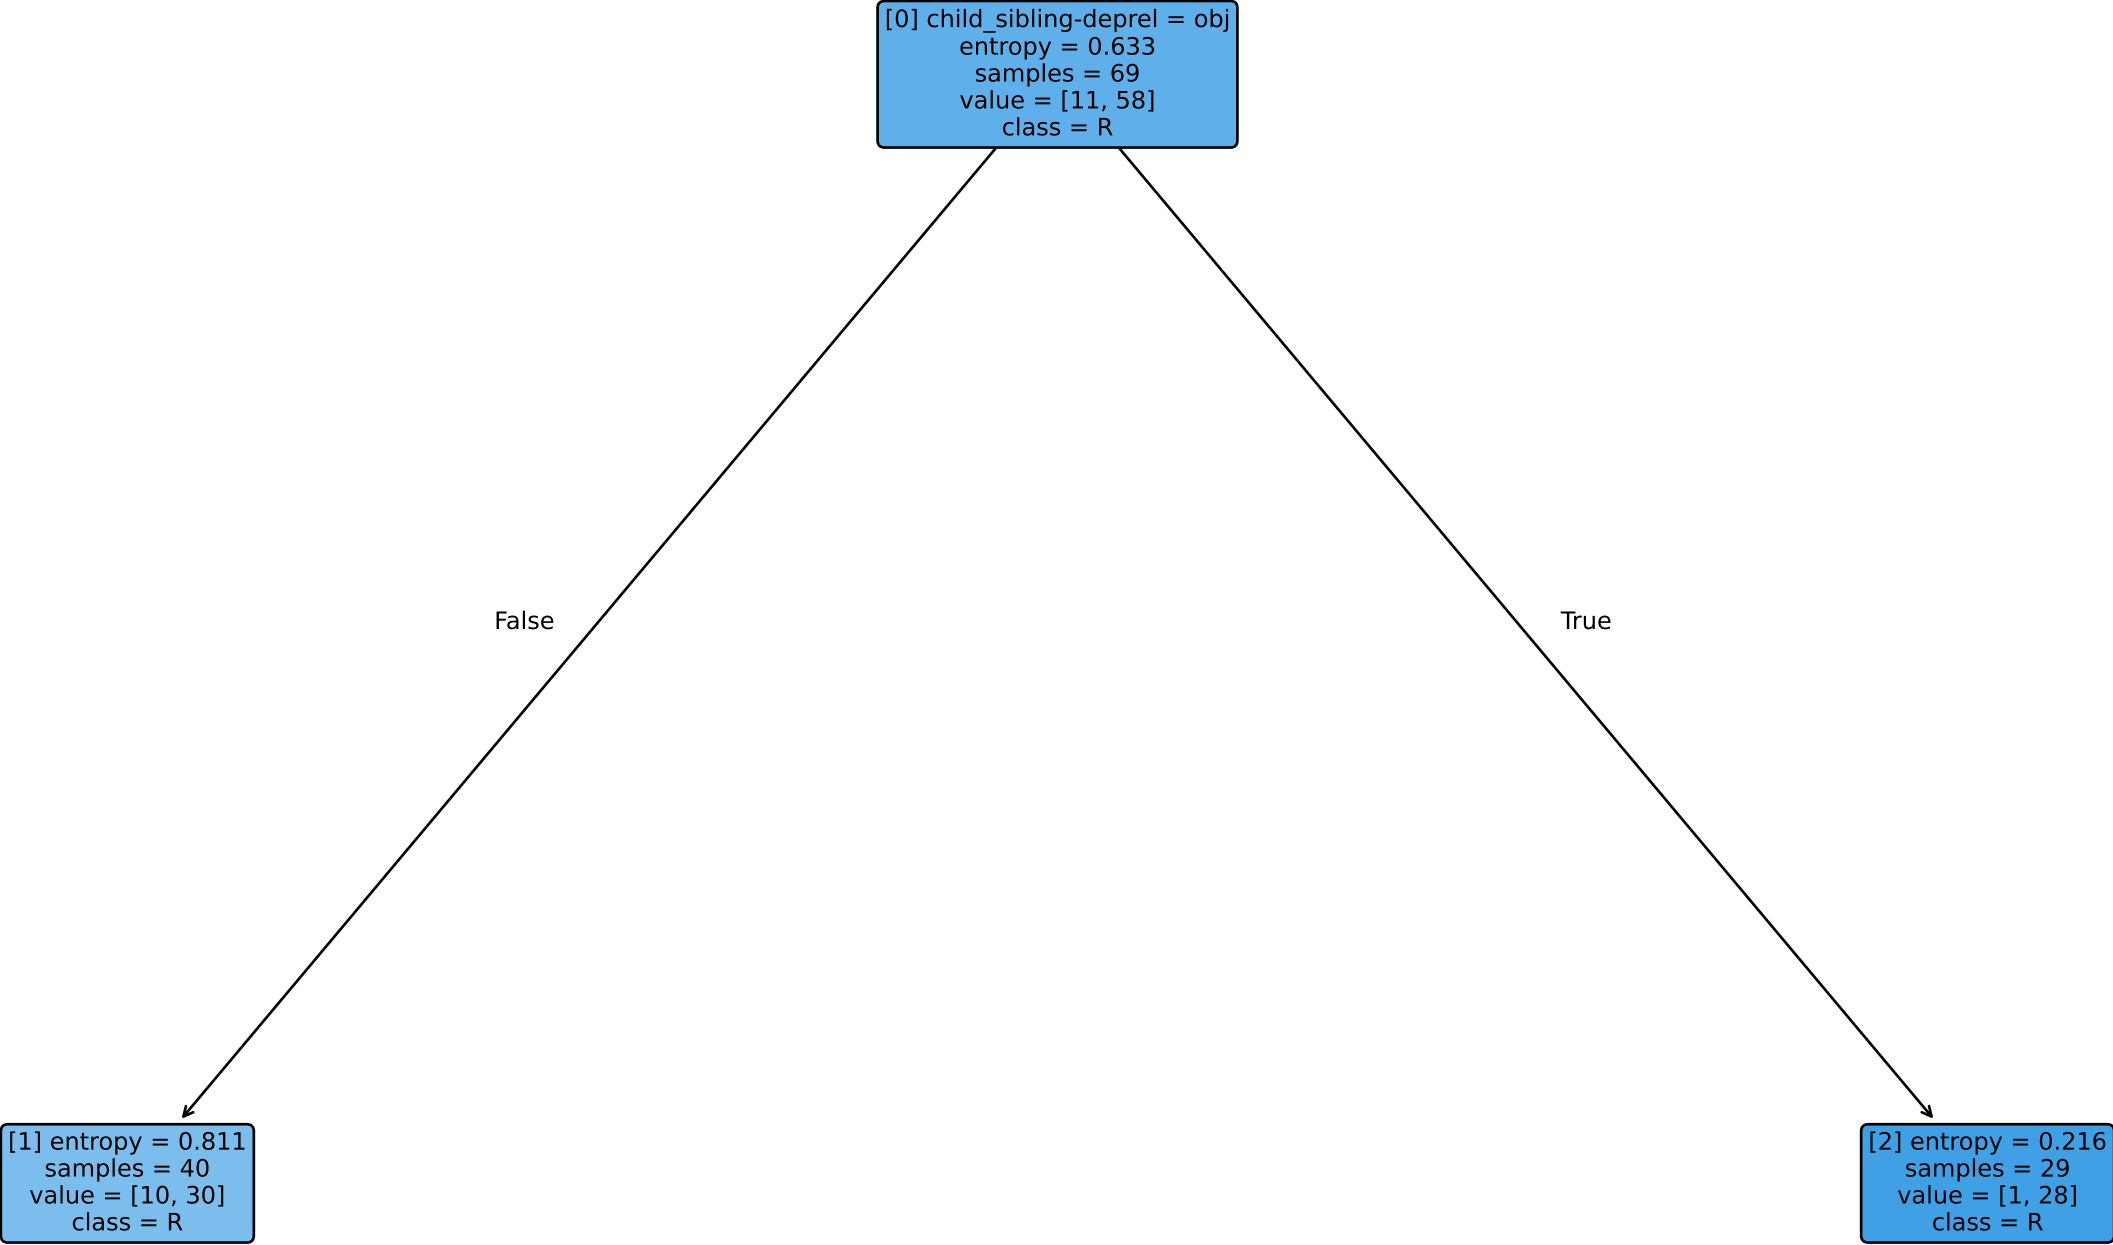 [0] child_sibling-deprel = obj
entropy = 0.633
samples = 69
value = [11, 58]
class = R
False
True
[1] entropy = 0.811
samples = 40
value = [10, 30]
class = R
[2] entropy = 0.216
samples = 29
value = [1, 28]
class = R